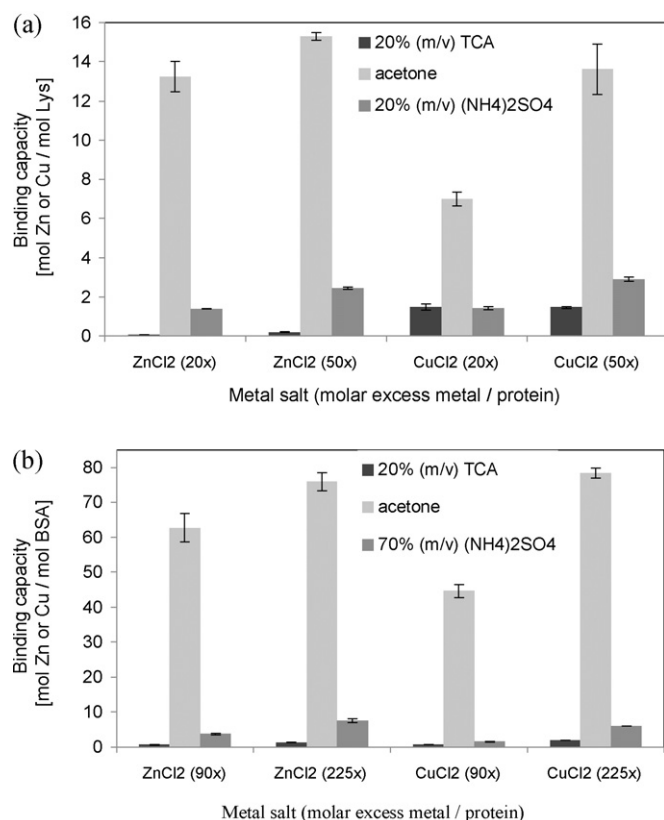 (a)
16
14
12
10
8
6
4
2
0
Binding capacity
[mol Zn or Cu / mol Lys]
20% (m/v) TCA
acetone
20% (m/v) (NH4)2SO4
ZnCl2 (20x) ZnCl2 (50x) CuCl2 (20x) CuCl2 (50x)
Metal salt (molar excess metal / protein)
(b)
80
70
60
50
40
30
20
10
0
Binding capacity
[mol Zn or Cu / mol BSA]
20% (m/v) TCA
acetone
70% (m/v) (NH4)2SO4
ZnCl2 (90x) ZnCl2 (225x) CuCl2 (90x) CuCl2 (225x)
Metal salt (molar excess metal / protein)